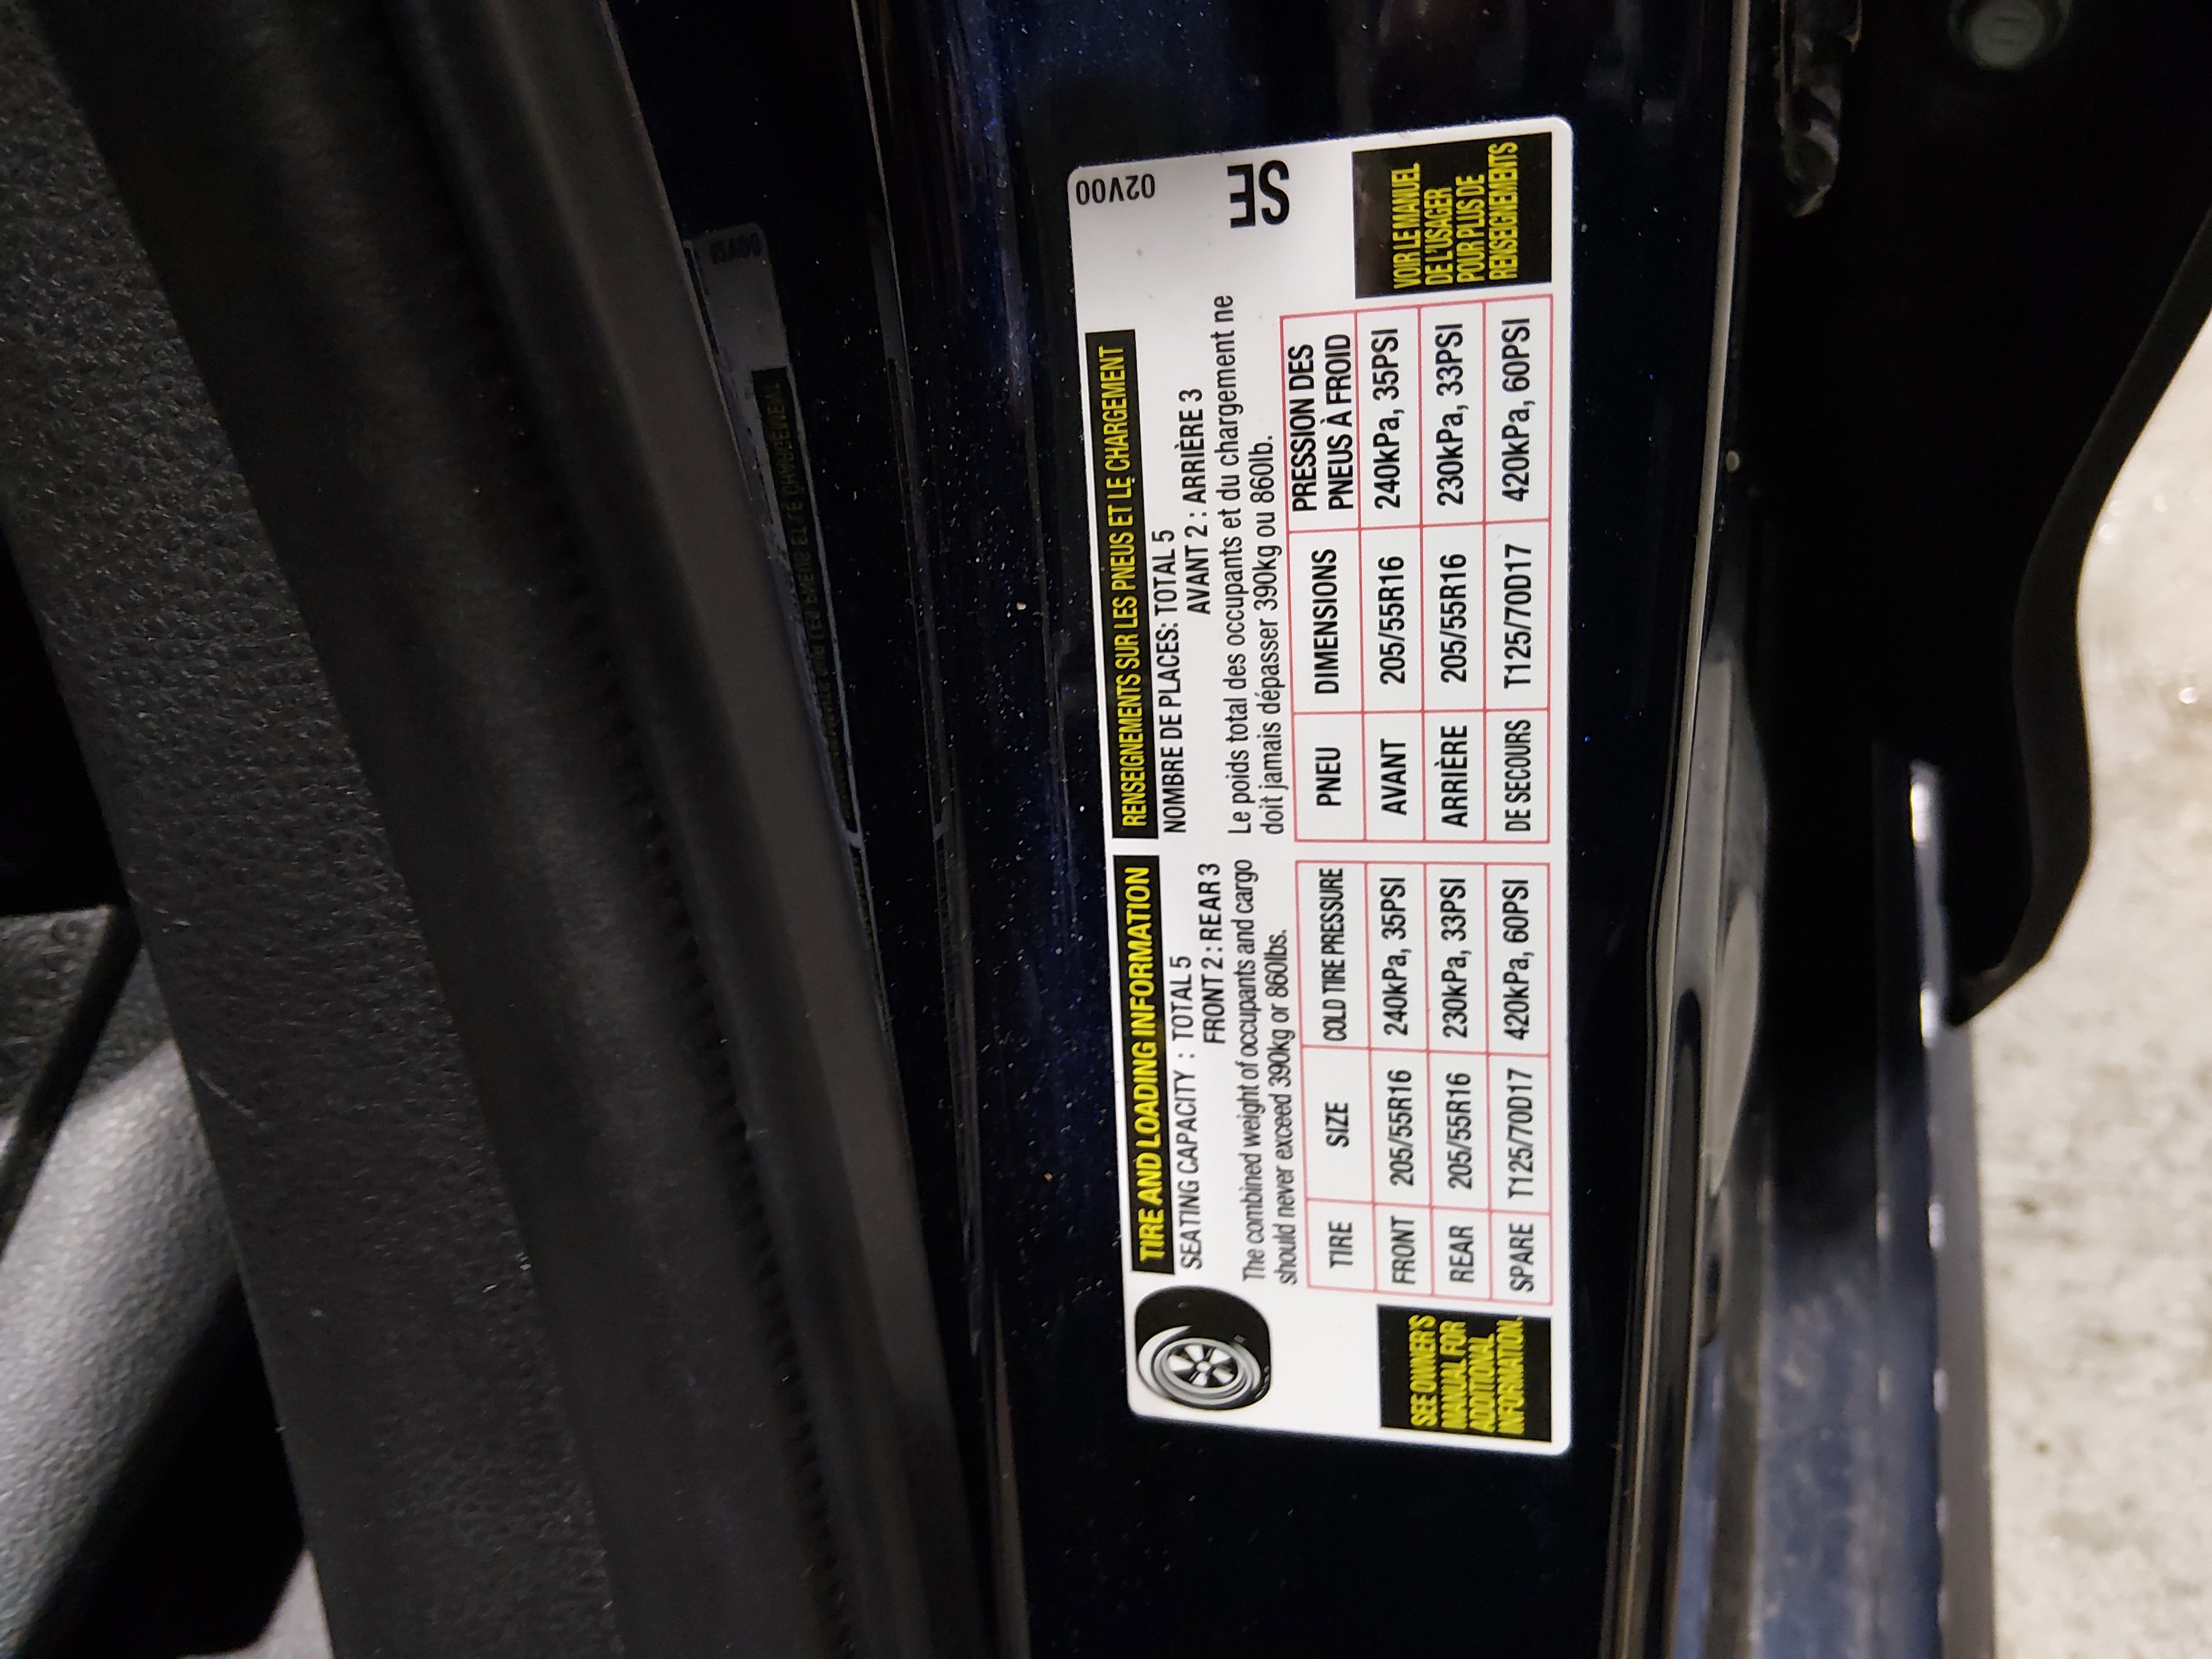 TIRE AND LOADING INFORMATION
SEATING CAPACITY : TOTAL 5
FRONT 2 : REAR 3
The combined weight of occupants and cargo
should never exceed 390kg or 860lbs.
TIRE SIZE COLD TIRE PRESSURE
FRONT 205/55R16 240kPa, 35PSI
REAR 205/55R16 230kPa, 33PSI
SPARE T125/70D17 420kPa, 60PSI
SEE OWNER'S
MANUAL FOR
ADDITIONAL
INFORMATION.
RENSEIGNEMENTS SUR LES PNEUS ET LE CHARGEMENT
NOMBRE DE PLACES: TOTAL 5
AVANT 2 : ARRIÈRE 3
Le poids total des occupants et du chargement ne
doit jamais dépasser 390kg ou 860lb.
PNEU DIMENSIONS PRESSION DES
PNEUS À FROID
AVANT 205/55R16 240kPa, 35PSI
ARRIÈRE 205/55R16 230kPa, 33PSI
DE SECOURS T125/70D17 420kPa, 60PSI
02V00
SFL
VOIR LE MANUEL
DE L'USAGER
POUR PLUS DE
RENSEIGNEMENTS